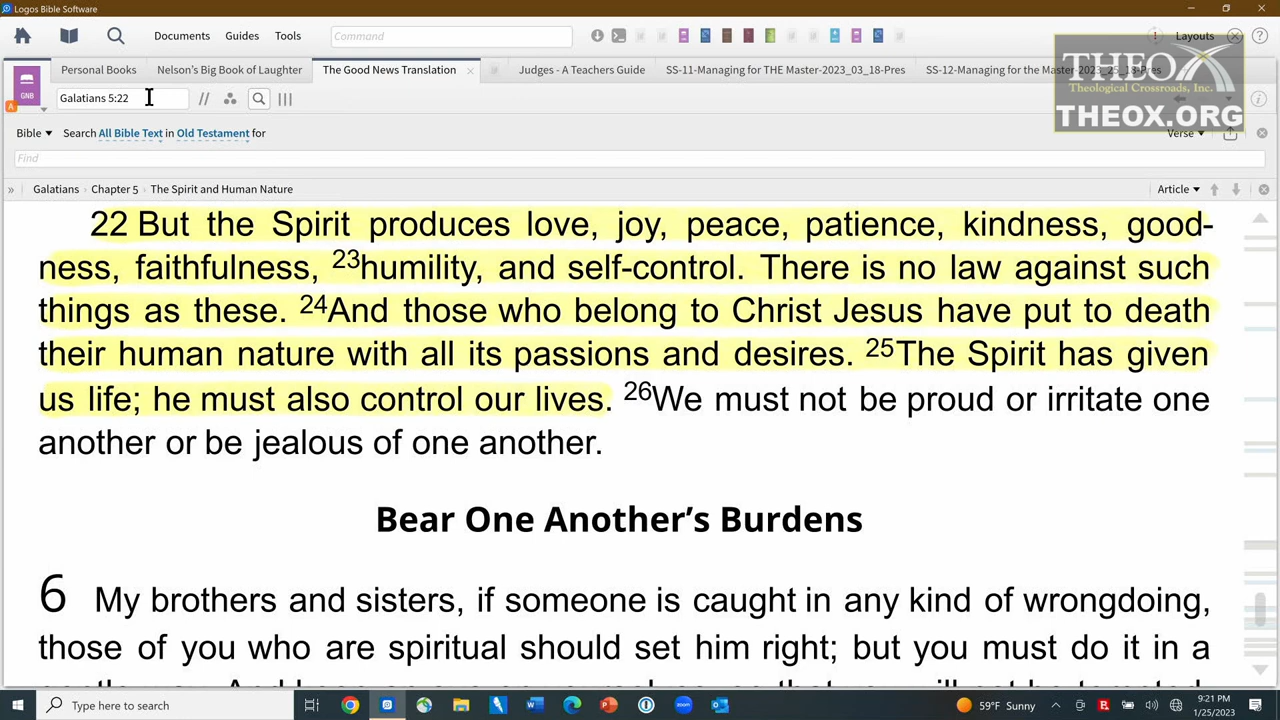 Logos Bible Software
Documents Guides Tools Command Layouts
THEOX
Theological Crossroads, Inc.
THEOX.ORG
Personal Books Nelson's Big Book of Laughter The Good News Translation Judges - A Teachers Guide SS-11-Managing for THE Master-2023_03_18-Pres SS-12-Managing for the Master-2023_25_18-Pres
GNB
A
Galatians 5:22
Bible Search All Bible Text in Old Testament for Verse
Find
Galatians Chapter 5 The Spirit and Human Nature Article
22 But the Spirit produces love, joy, peace, patience, kindness, good-
ness, faithfulness, 23humility, and self-control. There is no law against such
things as these. 24And those who belong to Christ Jesus have put to death
their human nature with all its passions and desires. 25The Spirit has given
us life; he must also control our lives. 26We must not be proud or irritate one
another or be jealous of one another.
Bear One Another's Burdens
6 My brothers and sisters, if someone is caught in any kind of wrongdoing,
those of you who are spiritual should set him right; but you must do it in a
Type here to search
59°F Sunny
9:21 PM
1/25/2023